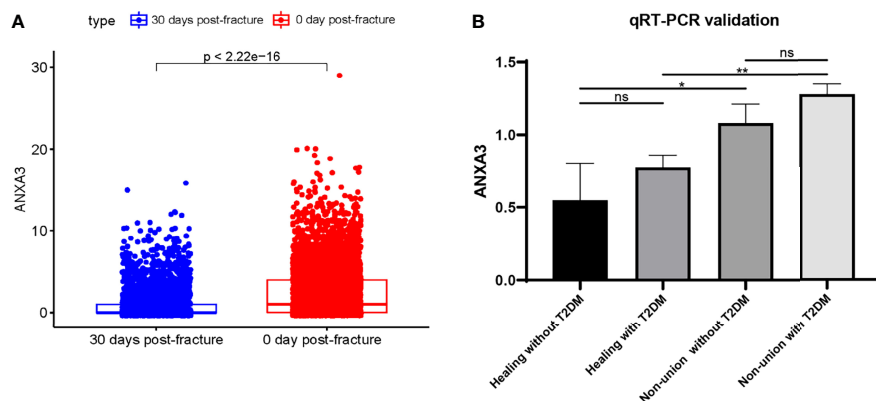 A
type 30 days post-fracture 0 day post-fracture
p < 2.22e−16
ANXA3
30
20
10
0
30 days post-fracture 0 day post-fracture
B
qRT-PCR validation
ns
**
*
ns
ANXA3
1.5
1.0
0.5
0.0
Healing without T2DM
Healing with T2DM
Non-union without T2DM
Non-union with T2DM